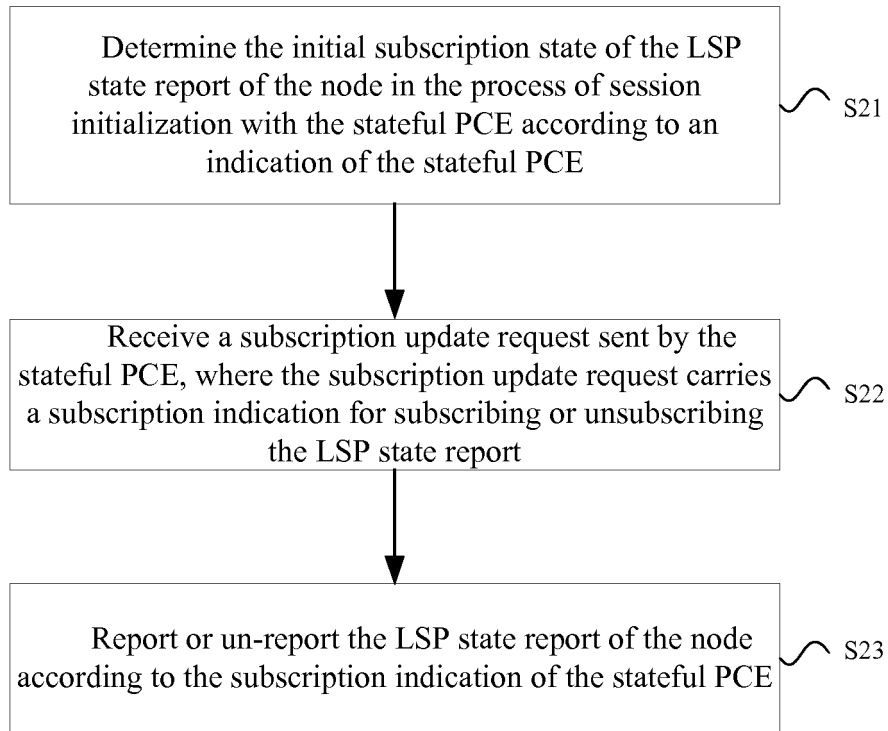 Determine the initial subscription state of the LSP
state report of the node in the process of session
initialization with the stateful PCE according to an
indication of the stateful PCE
S21
Receive a subscription update request sent by the
stateful PCE, where the subscription update request carries
a subscription indication for subscribing or unsubscribing
the LSP state report
S22
Report or un-report the LSP state report of the node
according to the subscription indication of the stateful PCE
S23